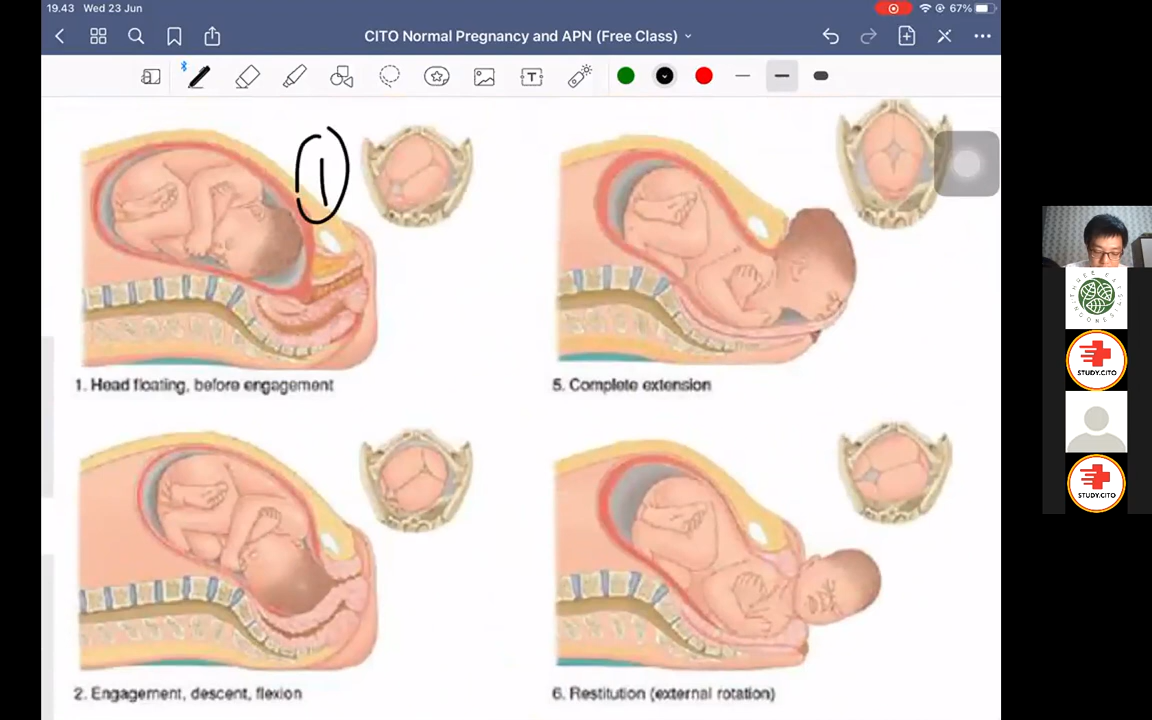 19.43 Wed 23 Jun
67%
CITO Normal Pregnancy and APN (Free Class)
T
1
1. Head floating, before engagement
5. Complete extension
2. Engagement, descent, flexion
6. Restitution (external rotation)
STUDY.CITO
STUDY.CITO